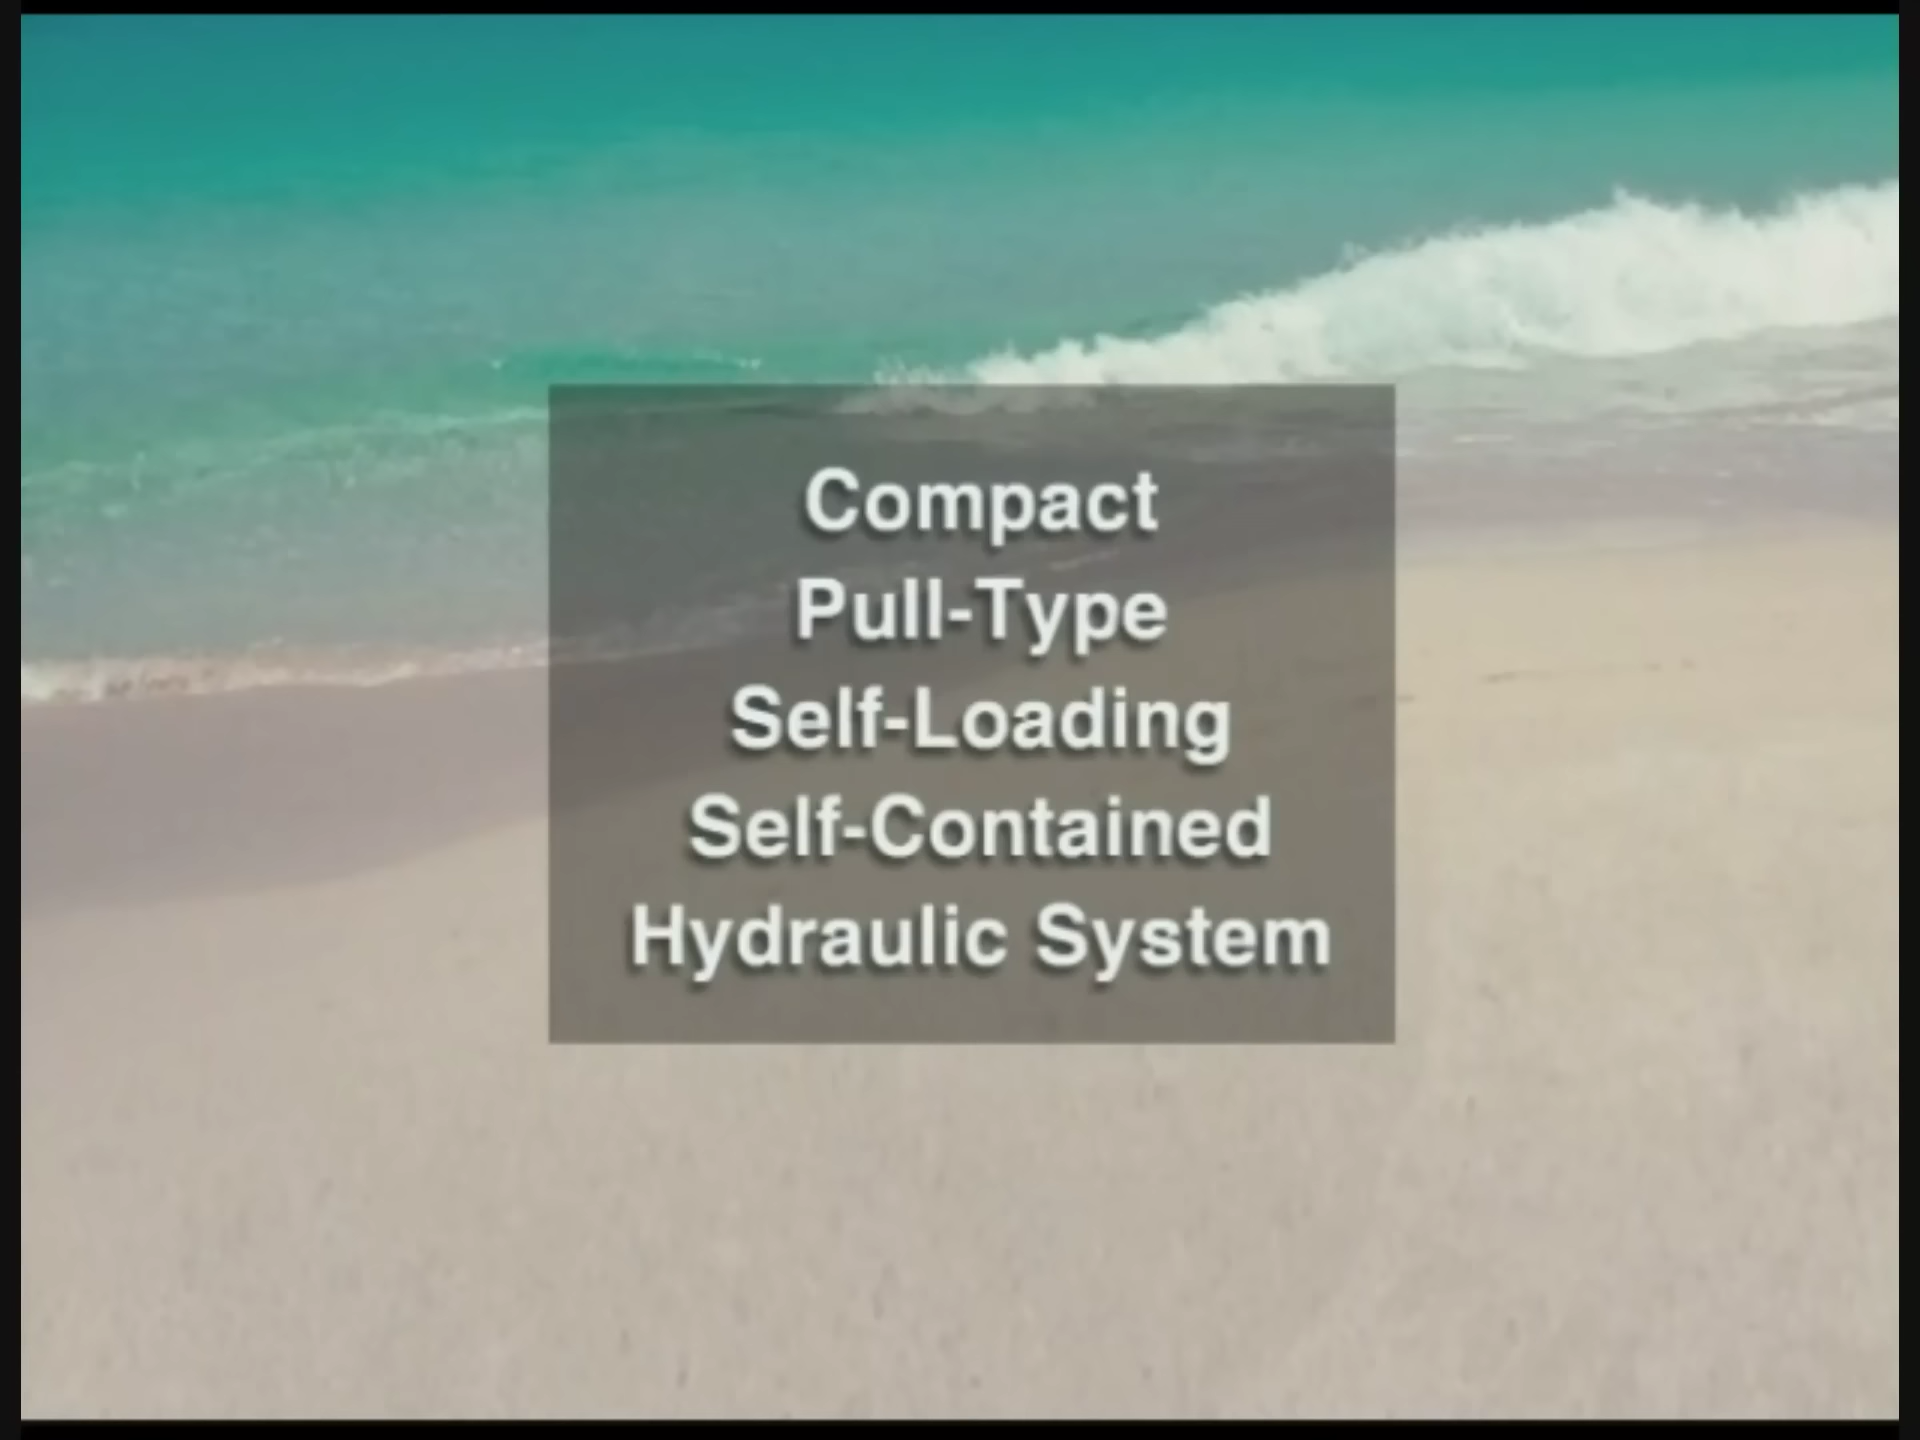 Compact
Pull-Type
Self-Loading
Self-Contained
Hydraulic System